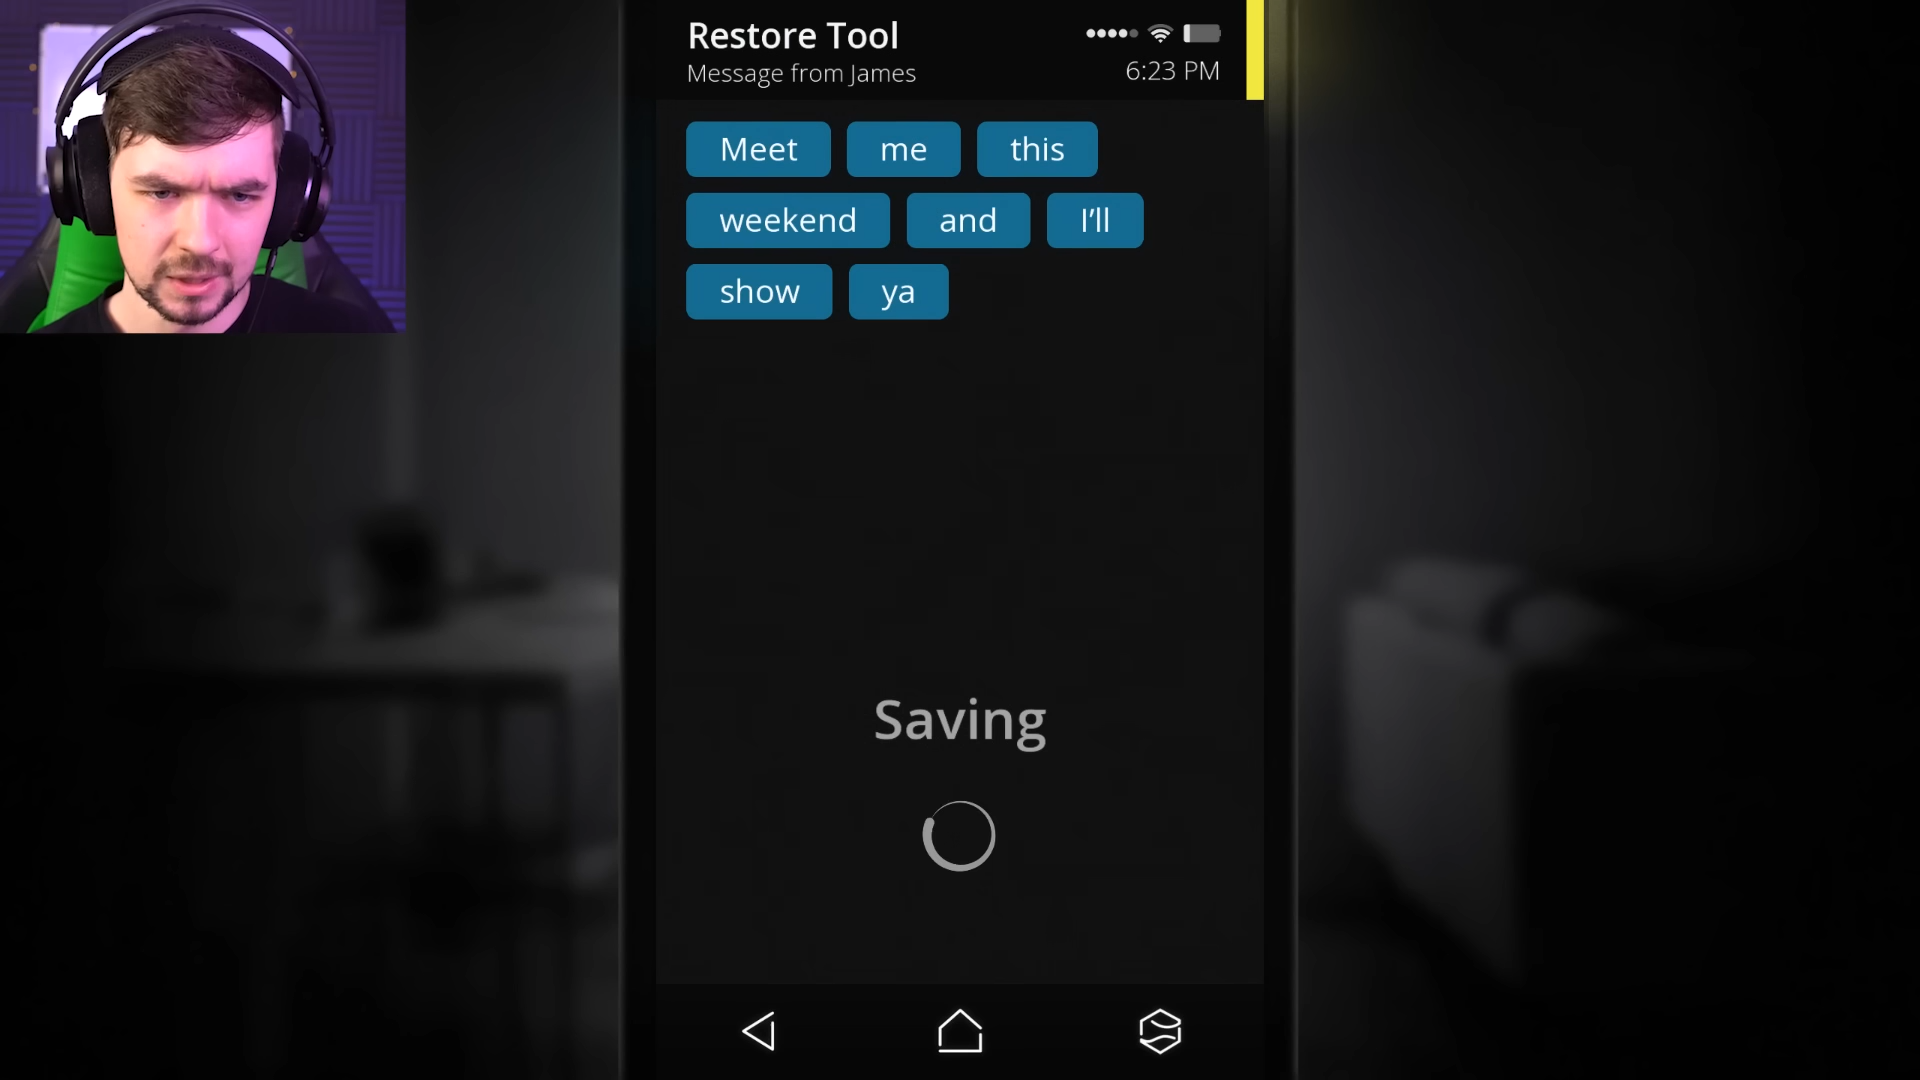 Restore Tool
Message from James
6:23 PM
Meet me this
weekend and I’ll
show ya
Saving